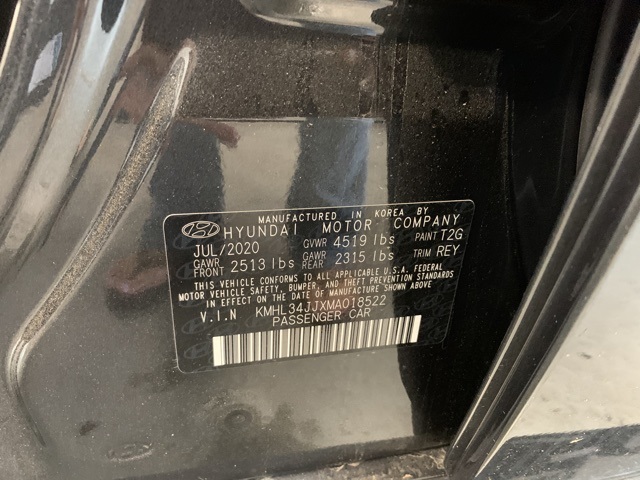 MANUFACTURED IN KOREA BY
HYUNDAI MOTOR COMPANY
JUL/2020 GVWR 4519 lbs PAINT T2G
GAWR FRONT 2513 lbs GAWR REAR 2315 lbs TRIM REY
THIS VEHICLE CONFORMS TO ALL APPLICABLE U.S.A. FEDERAL
MOTOR VEHICLE SAFETY, BUMPER, AND THEFT PREVENTION STANDARDS
IN EFFECT ON THE DATE OF MANUFACTURE SHOWN ABOVE
V.I.N KMHL34JJXMA018522
PASSENGER CAR